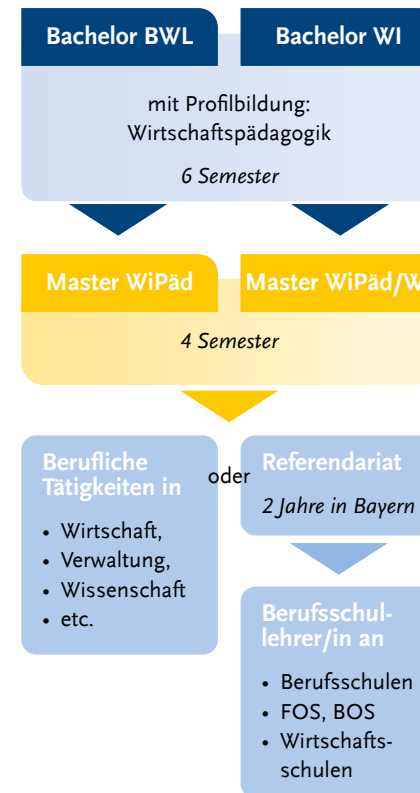 Bachelor BWL
Bachelor WI
mit Profilbildung:
Wirtschaftspädagogik
6 Semester
Master WiPäd
Master WiPäd/W
4 Semester
Berufliche
Tätigkeiten in
• Wirtschaft,
• Verwaltung,
• Wissenschaft
• etc.
oder
Referendariat
2 Jahre in Bayern
Berufsschul-
lehrer/in an
• Berufsschulen
• FOS, BOS
• Wirtschafts-
schulen